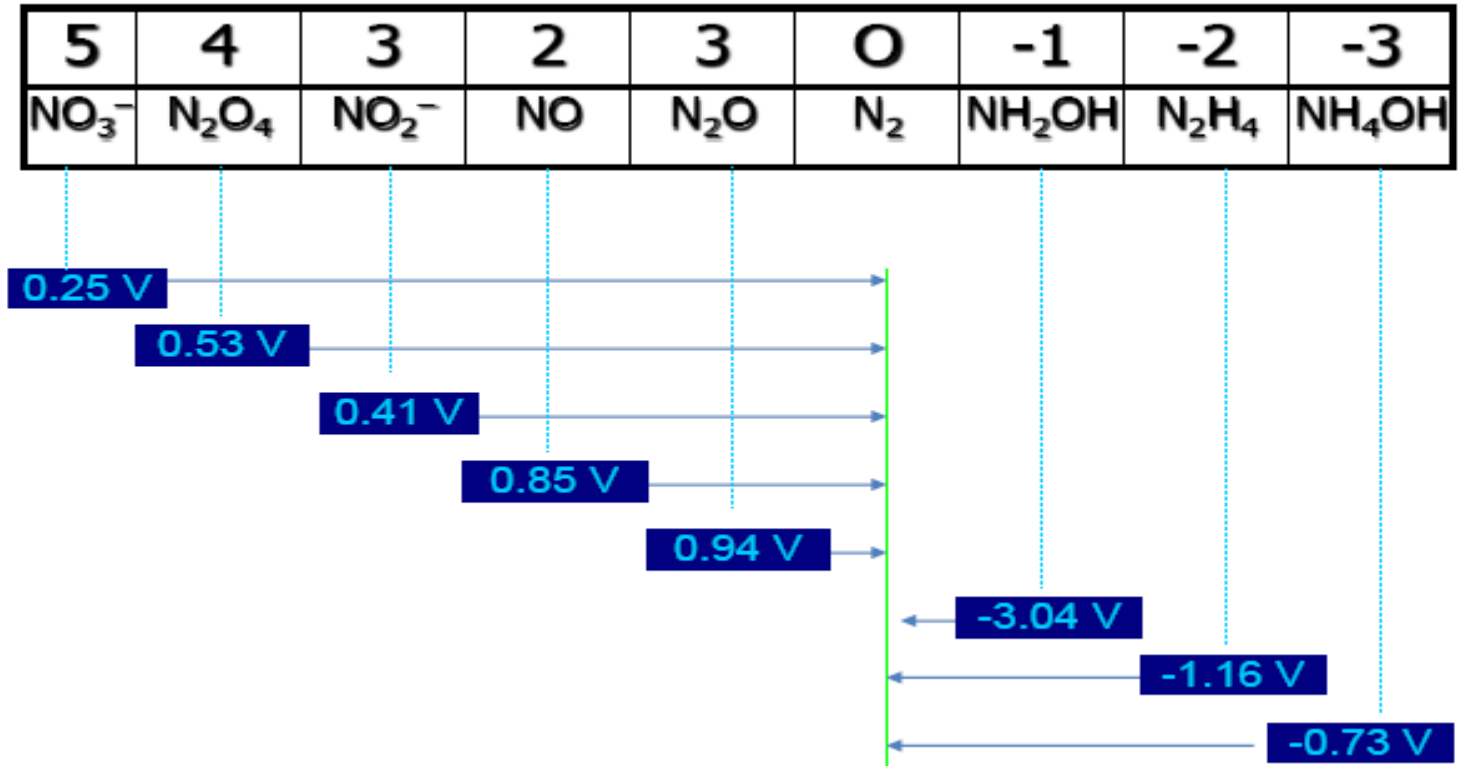 5 4 3 2 3 O -1 -2 -3
NO₃⁻ N₂O₄ NO₂⁻ NO N₂O N₂ NH₂OH N₂H₄ NH₄OH
0.25 V
0.53 V
0.41 V
0.85 V
0.94 V
-3.04 V
-1.16 V
-0.73 V